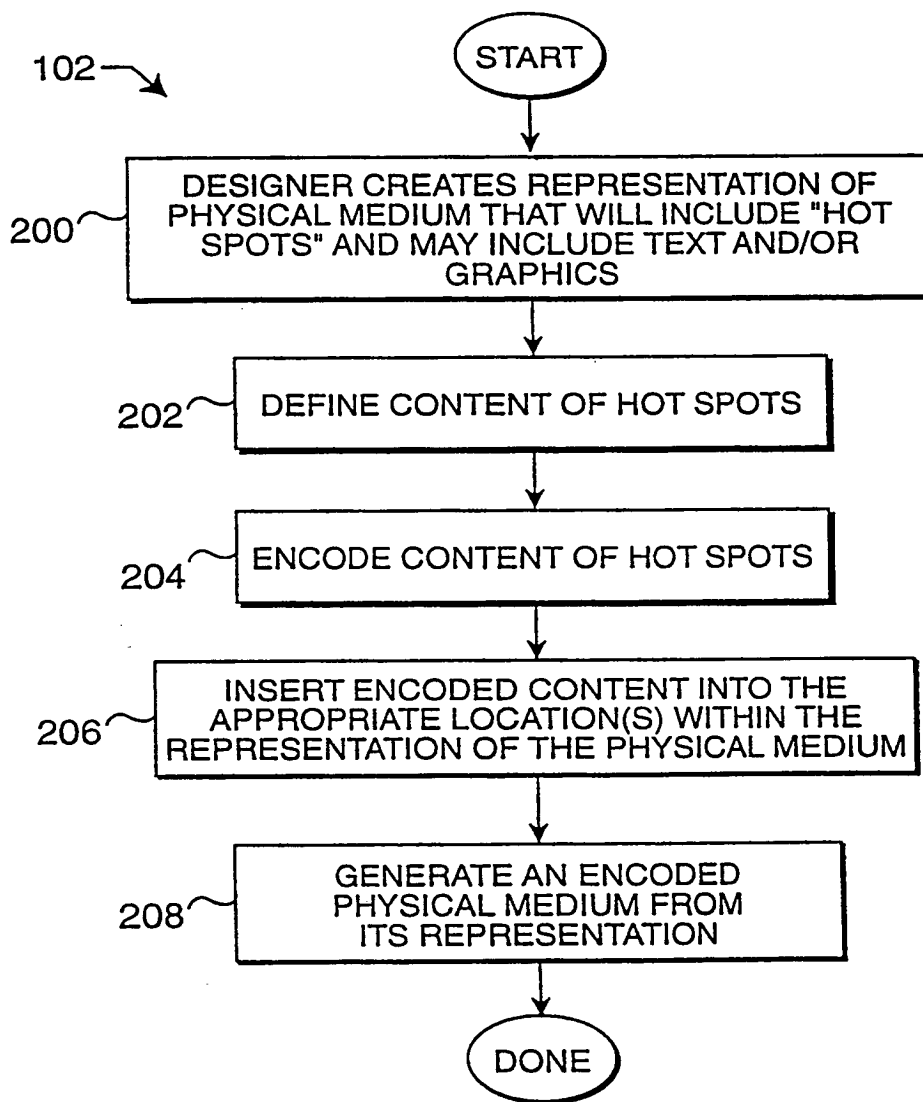 START
102
DESIGNER CREATES REPRESENTATION OF
PHYSICAL MEDIUM THAT WILL INCLUDE "HOT
SPOTS" AND MAY INCLUDE TEXT AND/OR
GRAPHICS
200
DEFINE CONTENT OF HOT SPOTS
202
ENCODE CONTENT OF HOT SPOTS
204
INSERT ENCODED CONTENT INTO THE
APPROPRIATE LOCATION(S) WITHIN THE
REPRESENTATION OF THE PHYSICAL MEDIUM
206
GENERATE AN ENCODED
PHYSICAL MEDIUM FROM
ITS REPRESENTATION
208
DONE